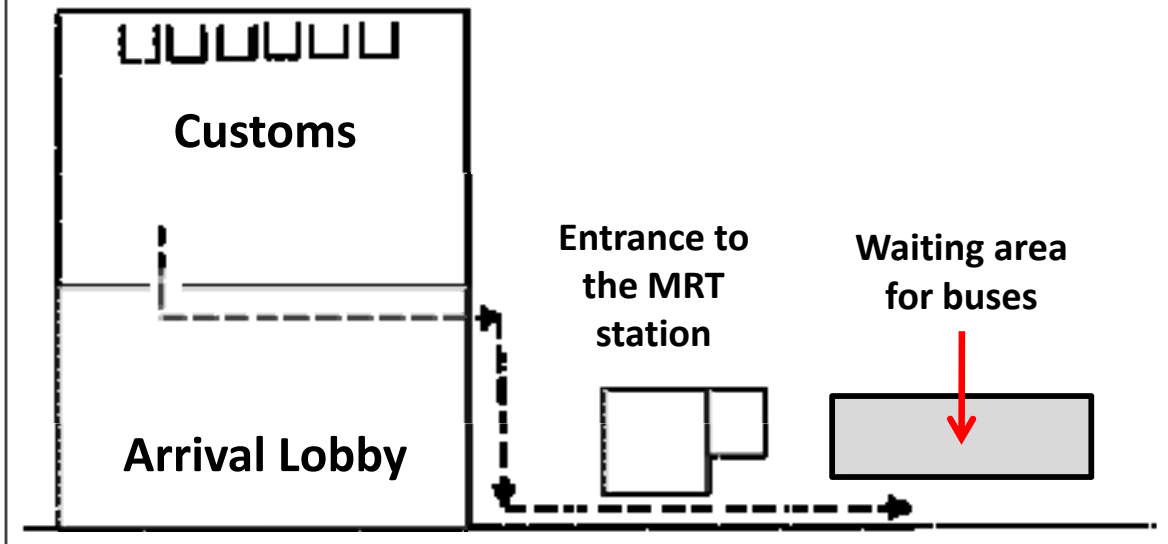 Customs
Entrance to
the MRT
station
Waiting area
for buses
Arrival Lobby